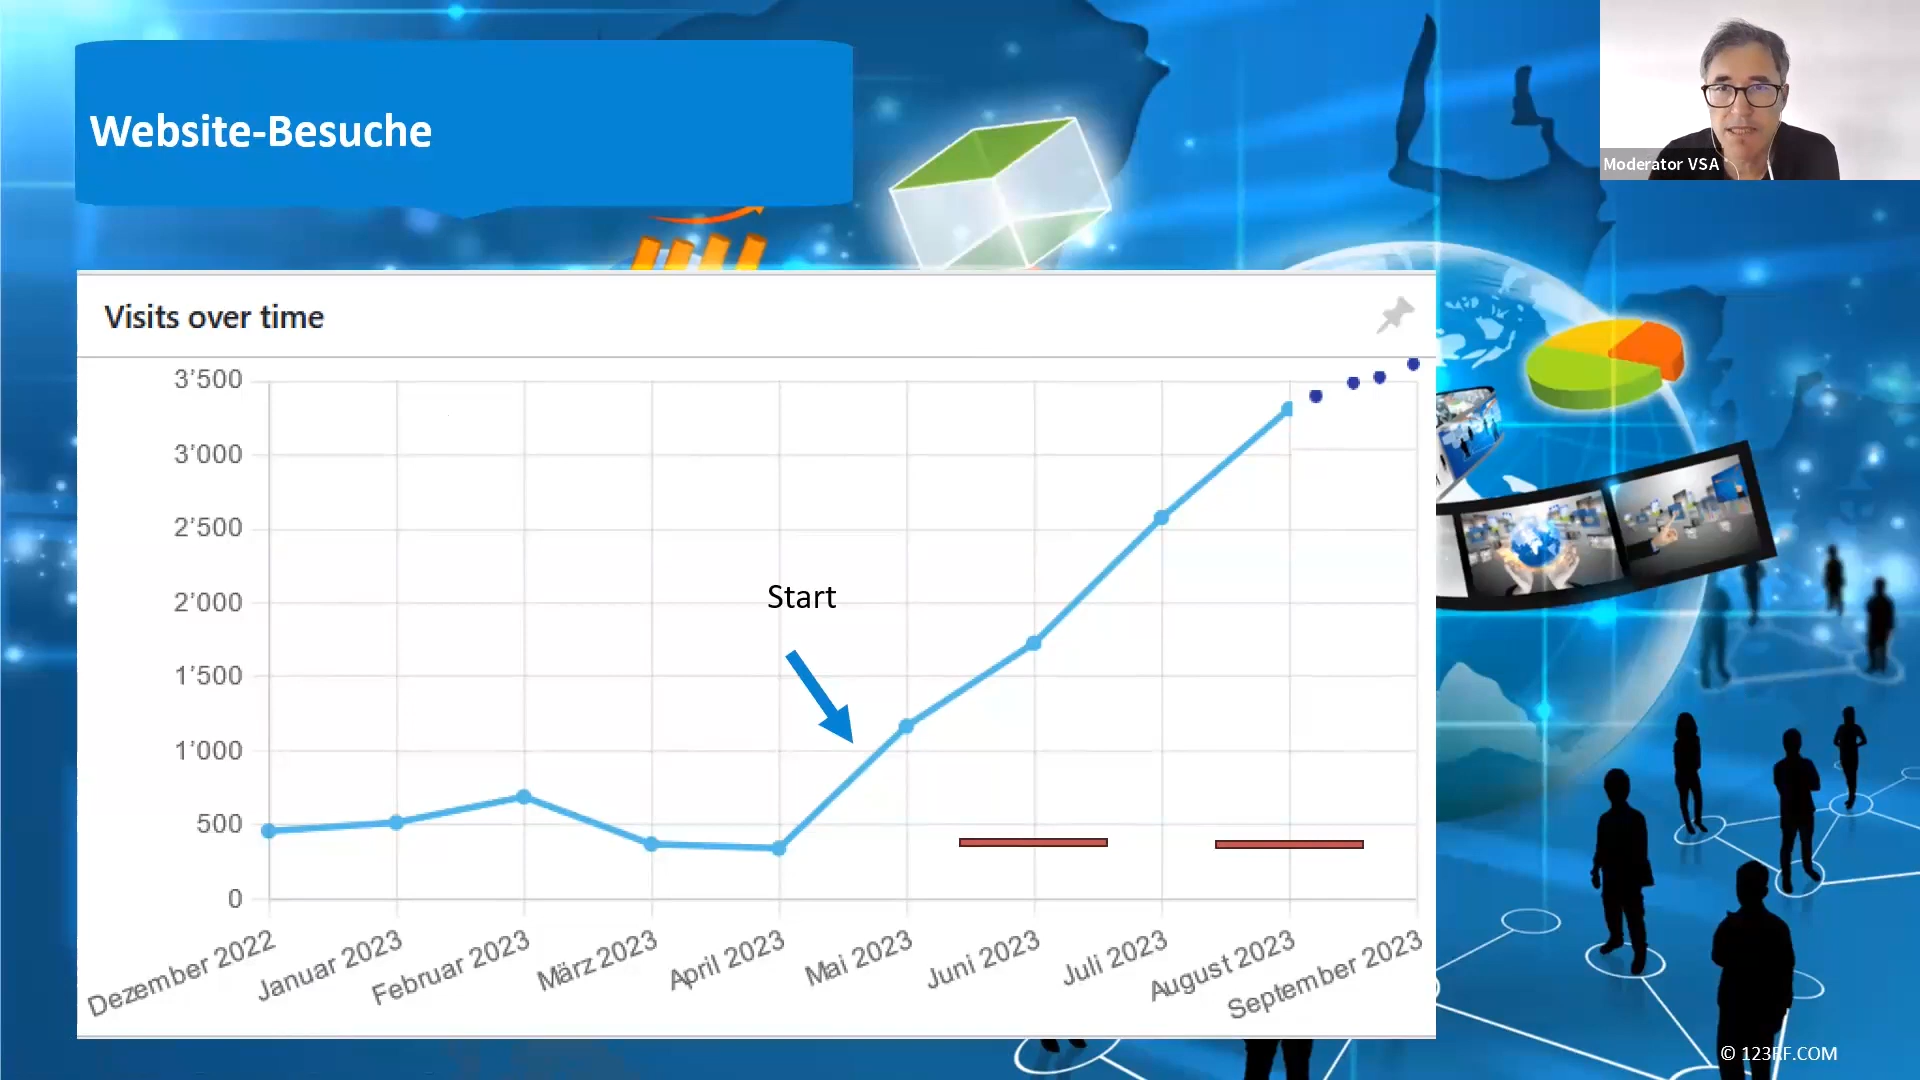 Website-Besuche
Moderator VSA
Visits over time
3'500
3'000
2'500
2'000
1'500
1'000
500
0
Start
Dezember 2022
Januar 2023
Februar 2023
März 2023
April 2023
Mai 2023
Juni 2023
Juli 2023
August 2023
September 2023
© 123RF.COM